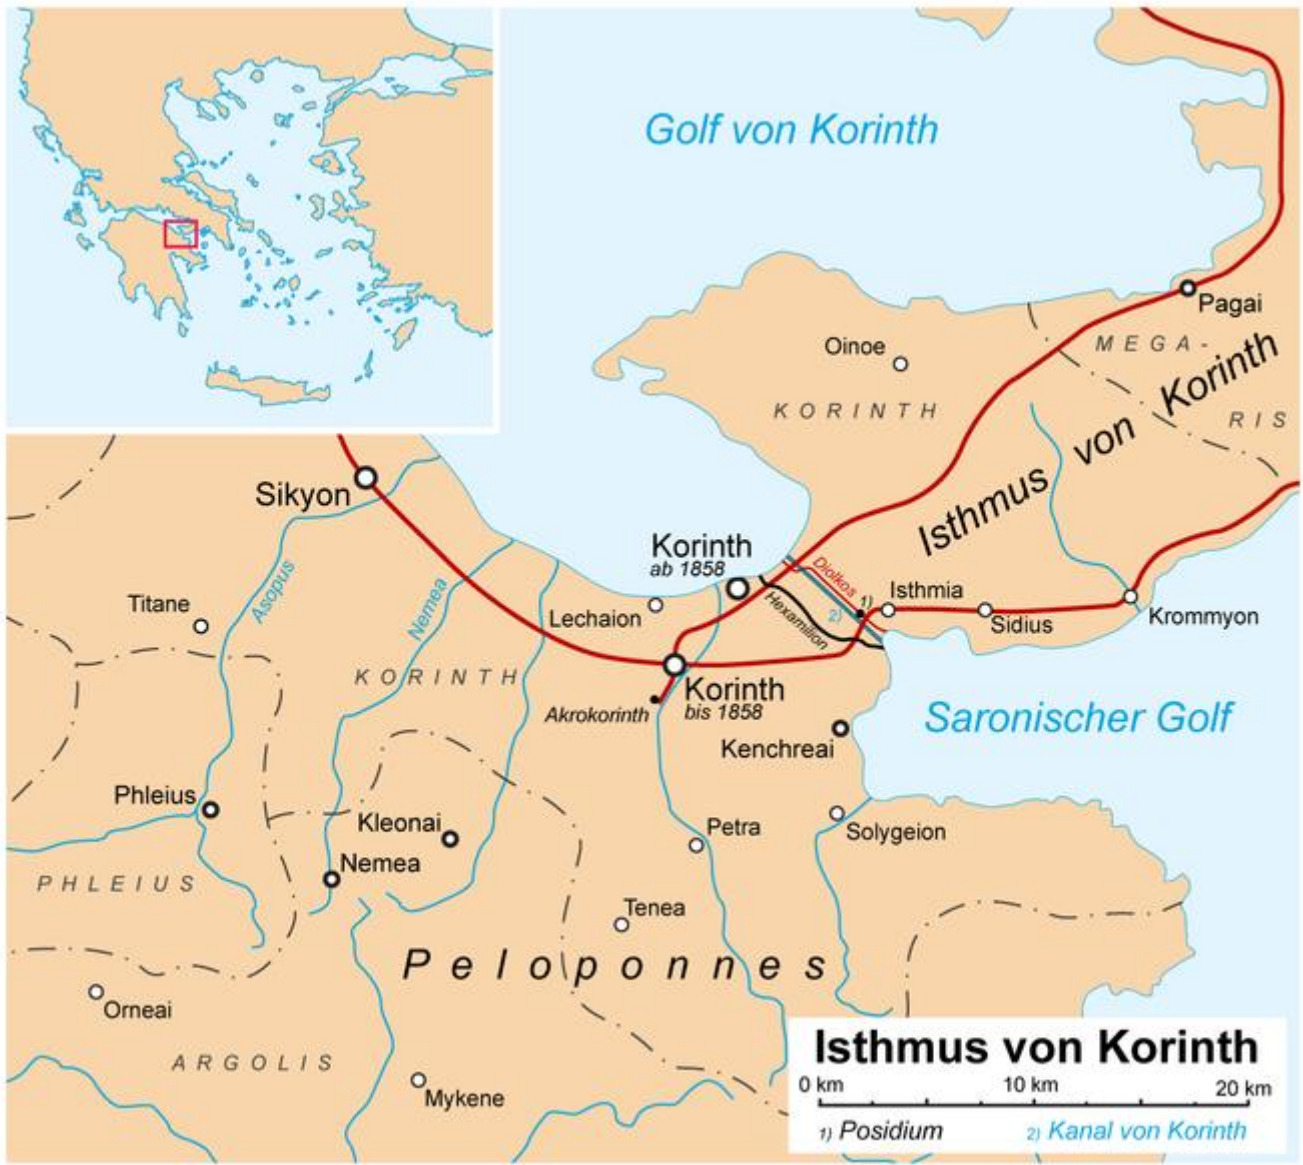 Golf von Korinth
Pagai
MEGA-
RIS
Oinoe
KORINTH
Isthmus von Korinth
Sikyon
Korinth
ab 1858
Diolkos
1)
2)
Hexamilion
Isthmia
Sidius
Krommyon
Titane
Asopus
Nemea
Lechaion
KORINTH
Korinth
bis 1858
Akrokorinth
Kenchreai
Saronischer Golf
Phleius
Kleonai
Nemea
Petra
Solygeion
PHLEIUS
Tenea
Peloponnes
Orneai
ARGOLIS
Mykene
Isthmus von Korinth
0 km 10 km 20 km
1) Posidium 2) Kanal von Korinth